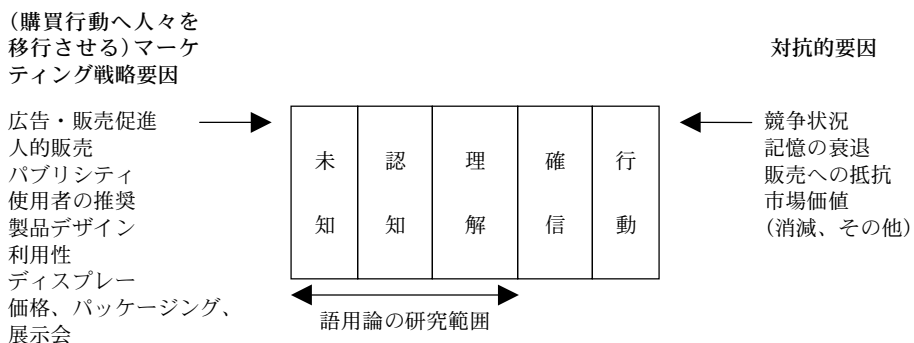 (購買行動へ人々を
移行させる)マーケ
ティング戦略要因
広告・販売促進
人的販売
パブリシティ
使用者の推奨
製品デザイン
利用性
ディスプレー
価格、パッケージング、
展示会
未知
認知
理解
確信
行動
語用論の研究範囲
対抗的要因
競争状況
記憶の衰退
販売への抵抗
市場価値
(消減、その他)